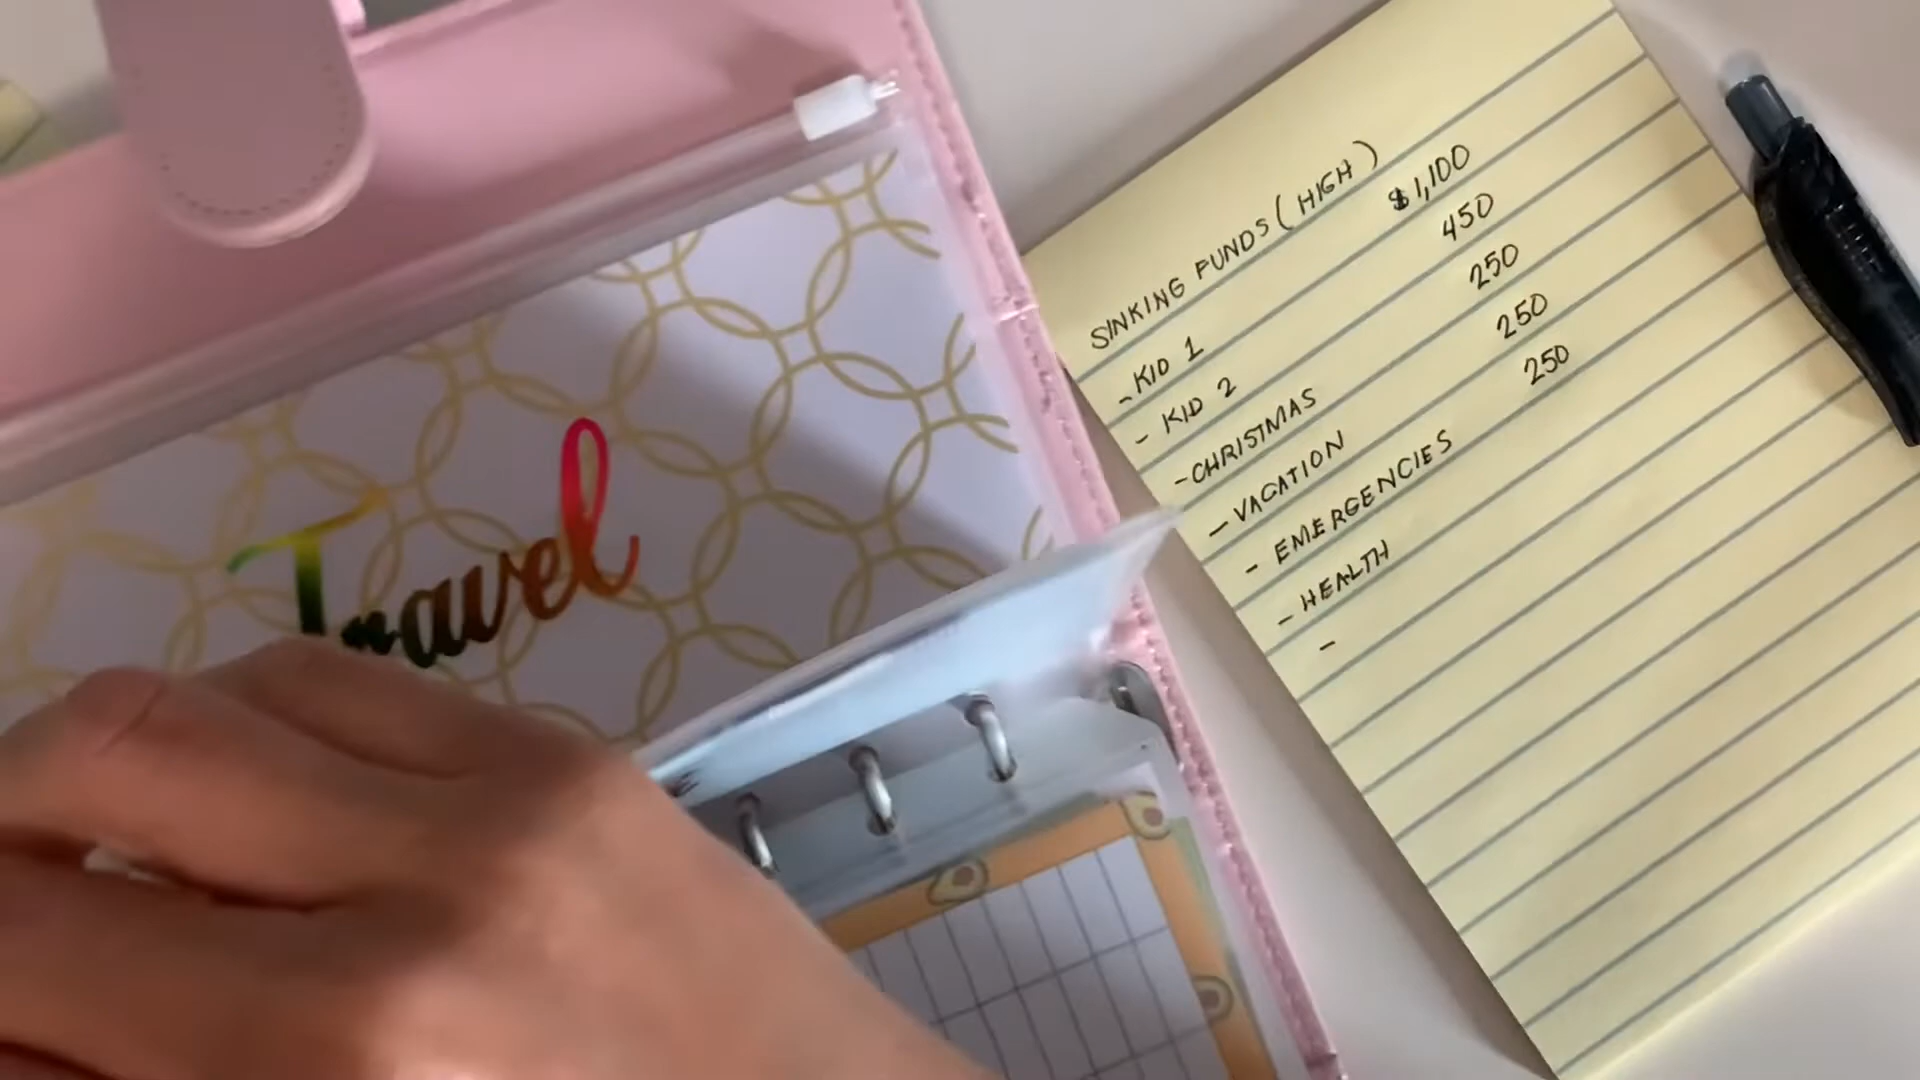 Travel
SINKING FUNDS (HIGH)
- KID 1 $1,100
- KID 2 450
- CHRISTMAS 250
- VACATION 250
- EMERGENCIES 250
- HEALTH
-